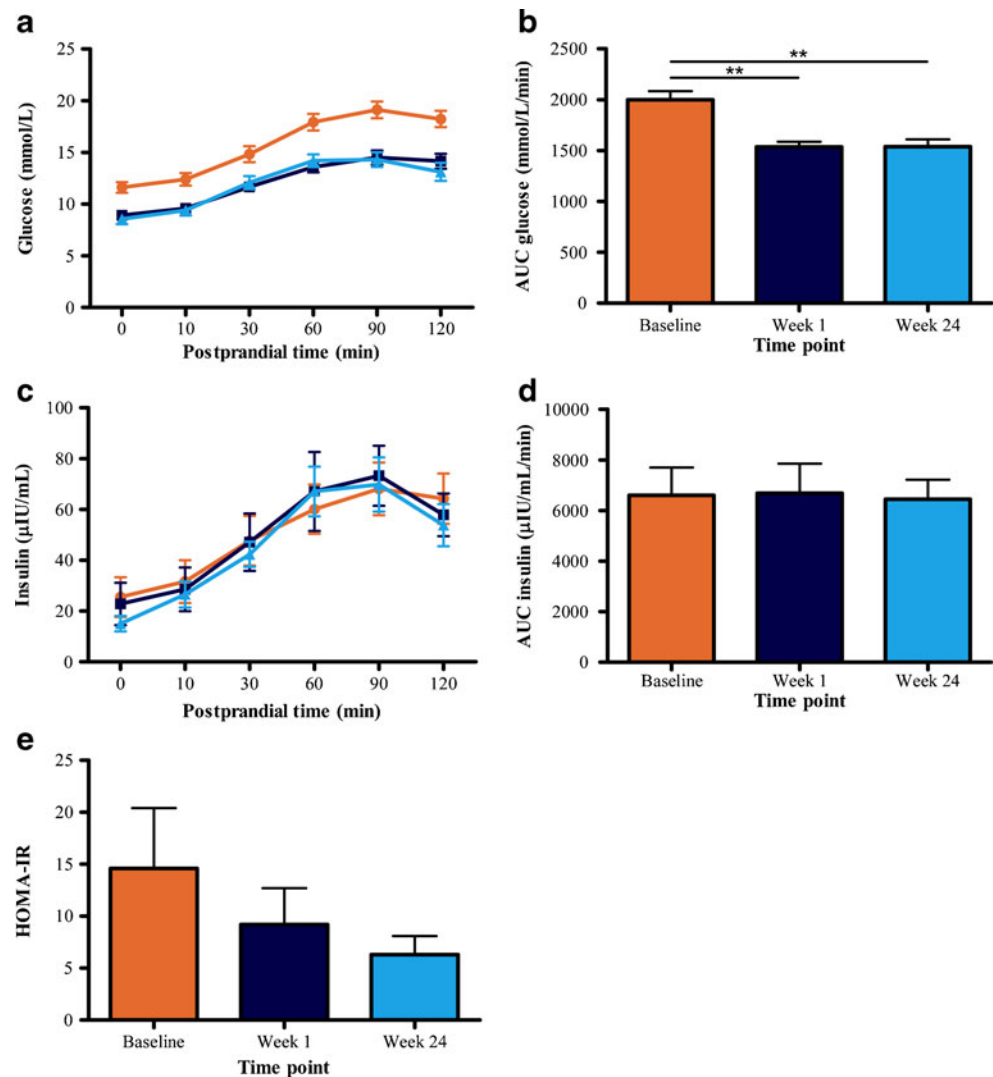 a
25
20
15
10
5
0
Glucose (mmol/L)
0 10 30 60 90 120
Postprandial time (min)
b
2500
2000
1500
1000
500
0
AUC glucose (mmol/L/min)
**
**
Baseline Week 1 Week 24
Time point
c
100
80
60
40
20
0
Insulin (µIU/mL)
0 10 30 60 90 120
Postprandial time (min)
d
10000
8000
6000
4000
2000
0
AUC insulin (µIU/mL/min)
Baseline Week 1 Week 24
Time point
e
25
20
15
10
5
0
HOMA-IR
Baseline Week 1 Week 24
Time point